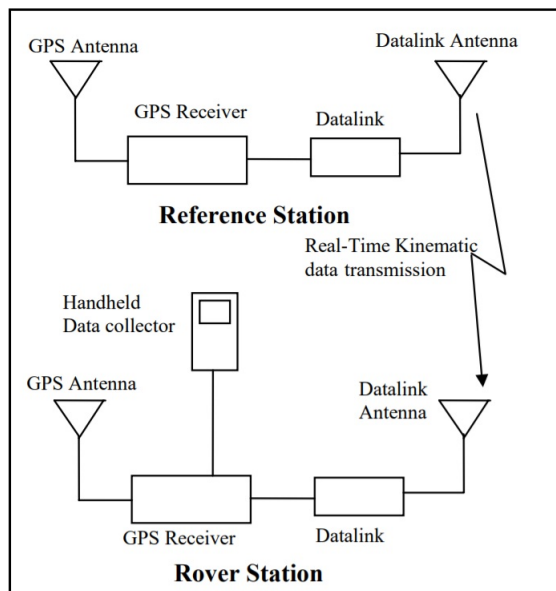 GPS Antenna
Datalink Antenna
GPS Receiver
Datalink
Reference Station
Real-Time Kinematic
data transmission
Handheld
Data collector
GPS Antenna
Datalink
Antenna
GPS Receiver
Datalink
Rover Station